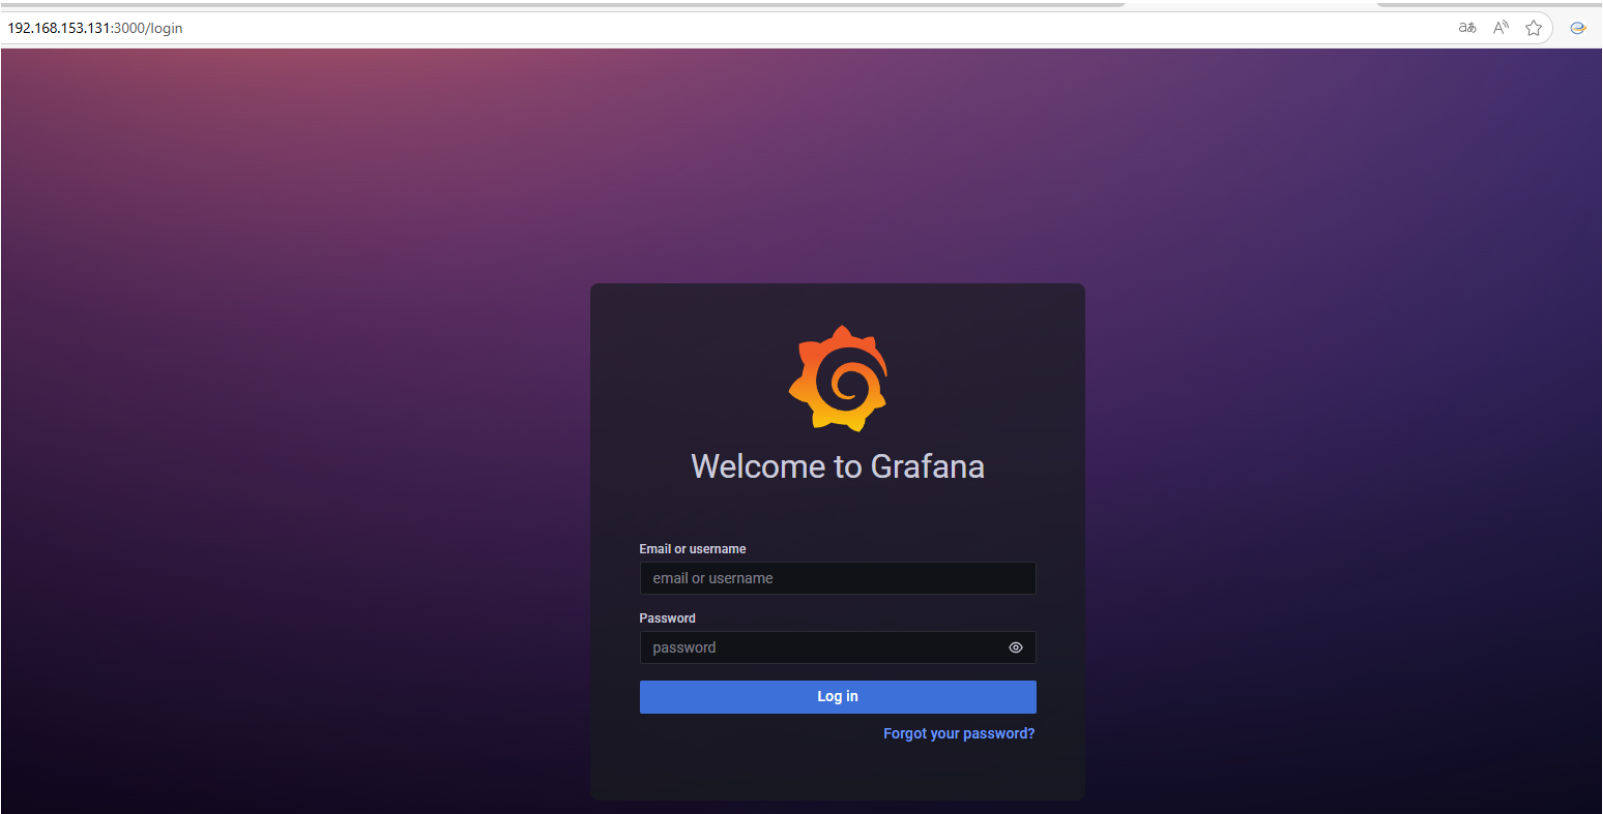 192.168.153.131:3000/login
Welcome to Grafana
Email or username
email or username
Password
password
Log in
Forgot your password?